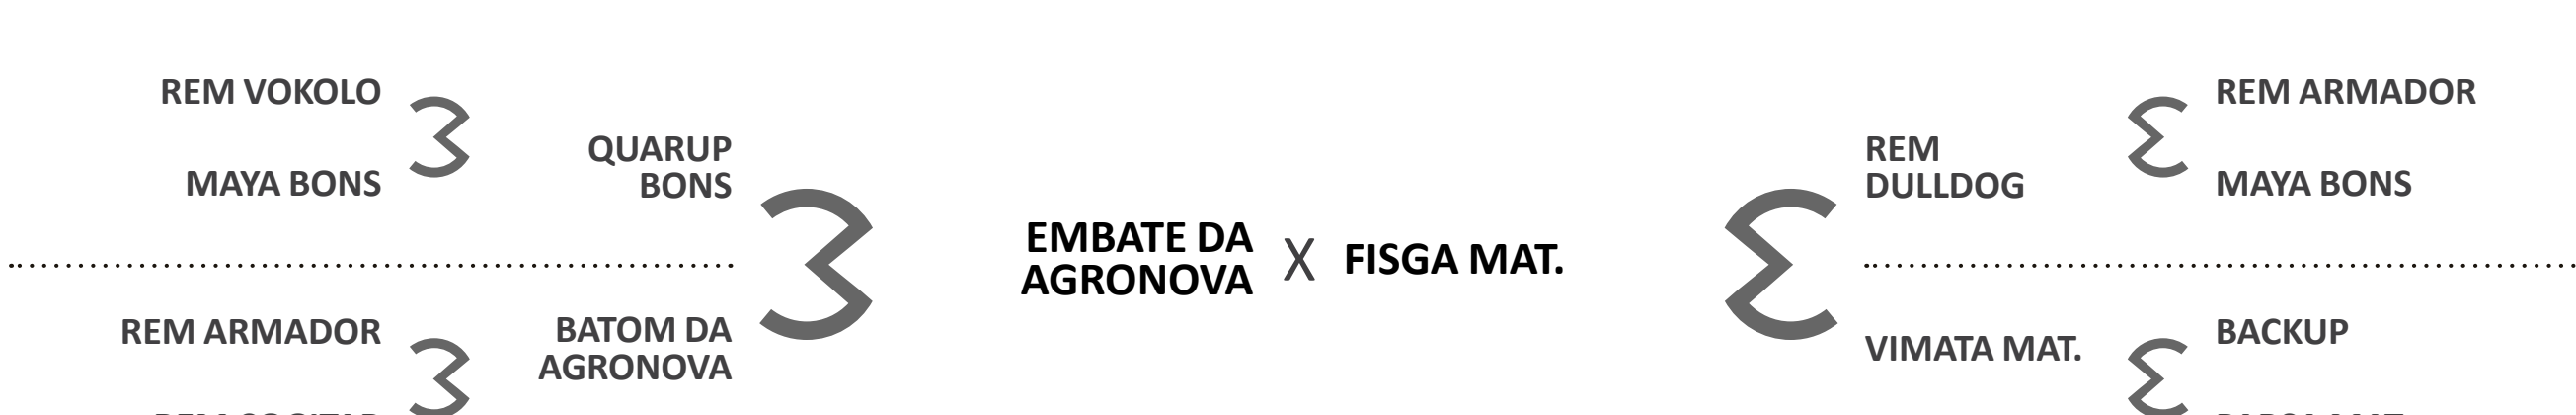 REM VOKOLO
MAYA BONS
QUARUP
BONS
REM ARMADOR
BATOM DA
AGRONOVA
EMBATE DA
AGRONOVA
X
FISGA MAT.
REM
DULLDOG
VIMATA MAT.
REM ARMADOR
MAYA BONS
BACKUP